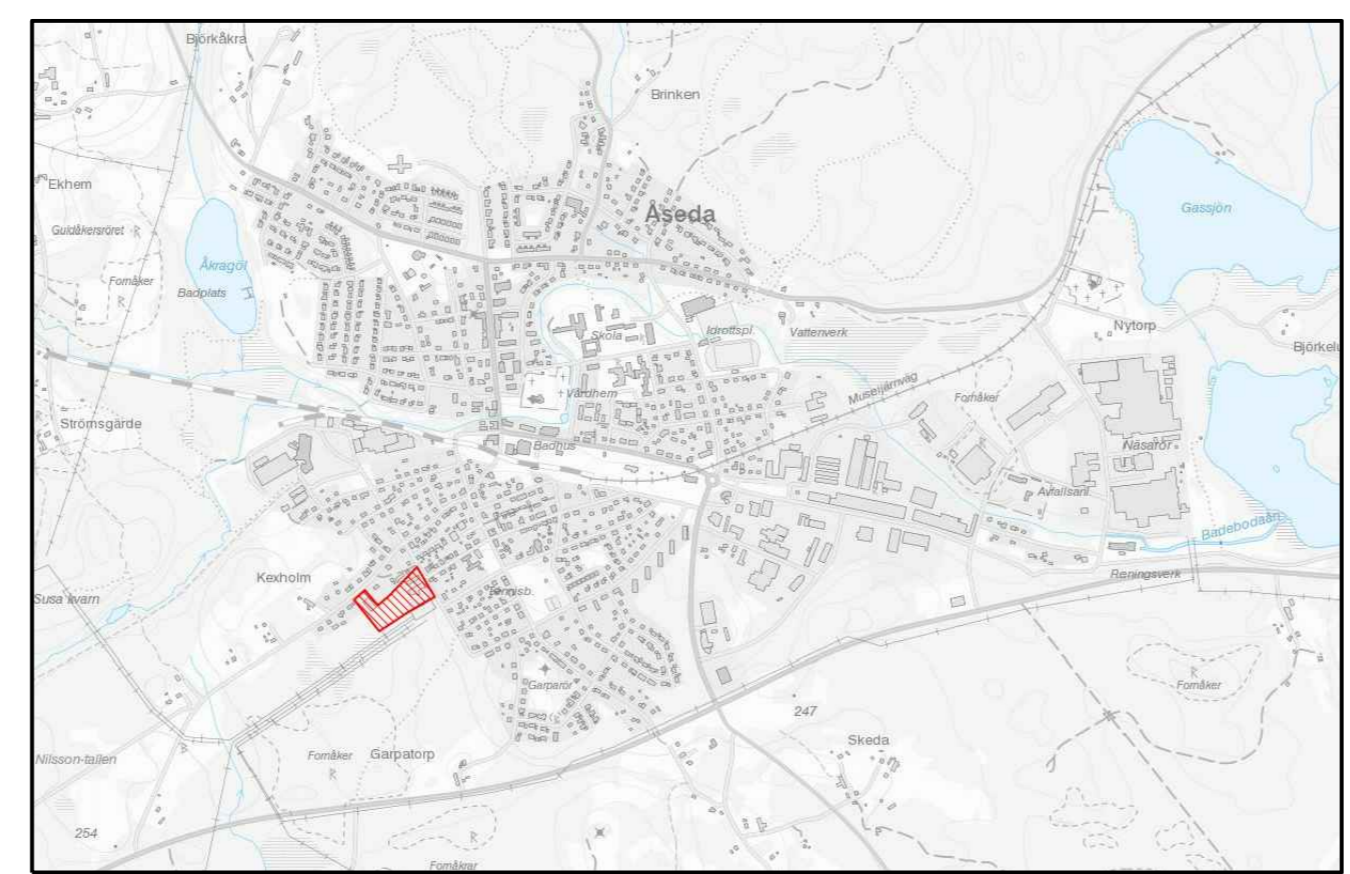 Björkåkra
Brinken
Ekhem
Åseda
Gassjön
Guldåkersröret
Åkragöl
Fornåker
Badplats
Skola
Idrottspl.
Vattenverk
Nytorp
Museijärnväg
Fornåker
Vårdhem
Strömsgärde
Badhus
Näsaror
Avfallsanl.
Badebodaån
Reningsverk
Kexholm
Tennisb.
Susa kvarn
Garparör
Fornåker
247
Skeda
Nilsson-tallen
Fornåker
Garpatorp
254
Fornåkrar